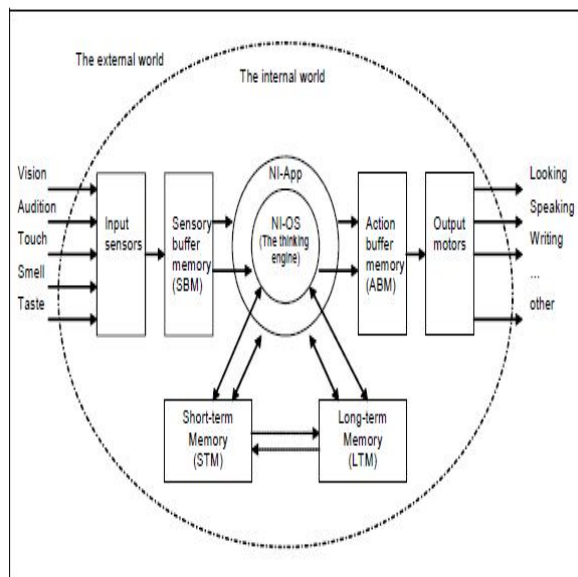 The external world
The internal world
Vision
Audition
Touch
Smell
Taste
Input
sensors
Sensory
buffer
memory
(SBM)
NI-App
NI-OS
(The thinking
engine)
Action
buffer
memory
(ABM)
Output
motors
Looking
Speaking
Writing
...
other
Short-term
Memory
(STM)
Long-term
Memory
(LTM)